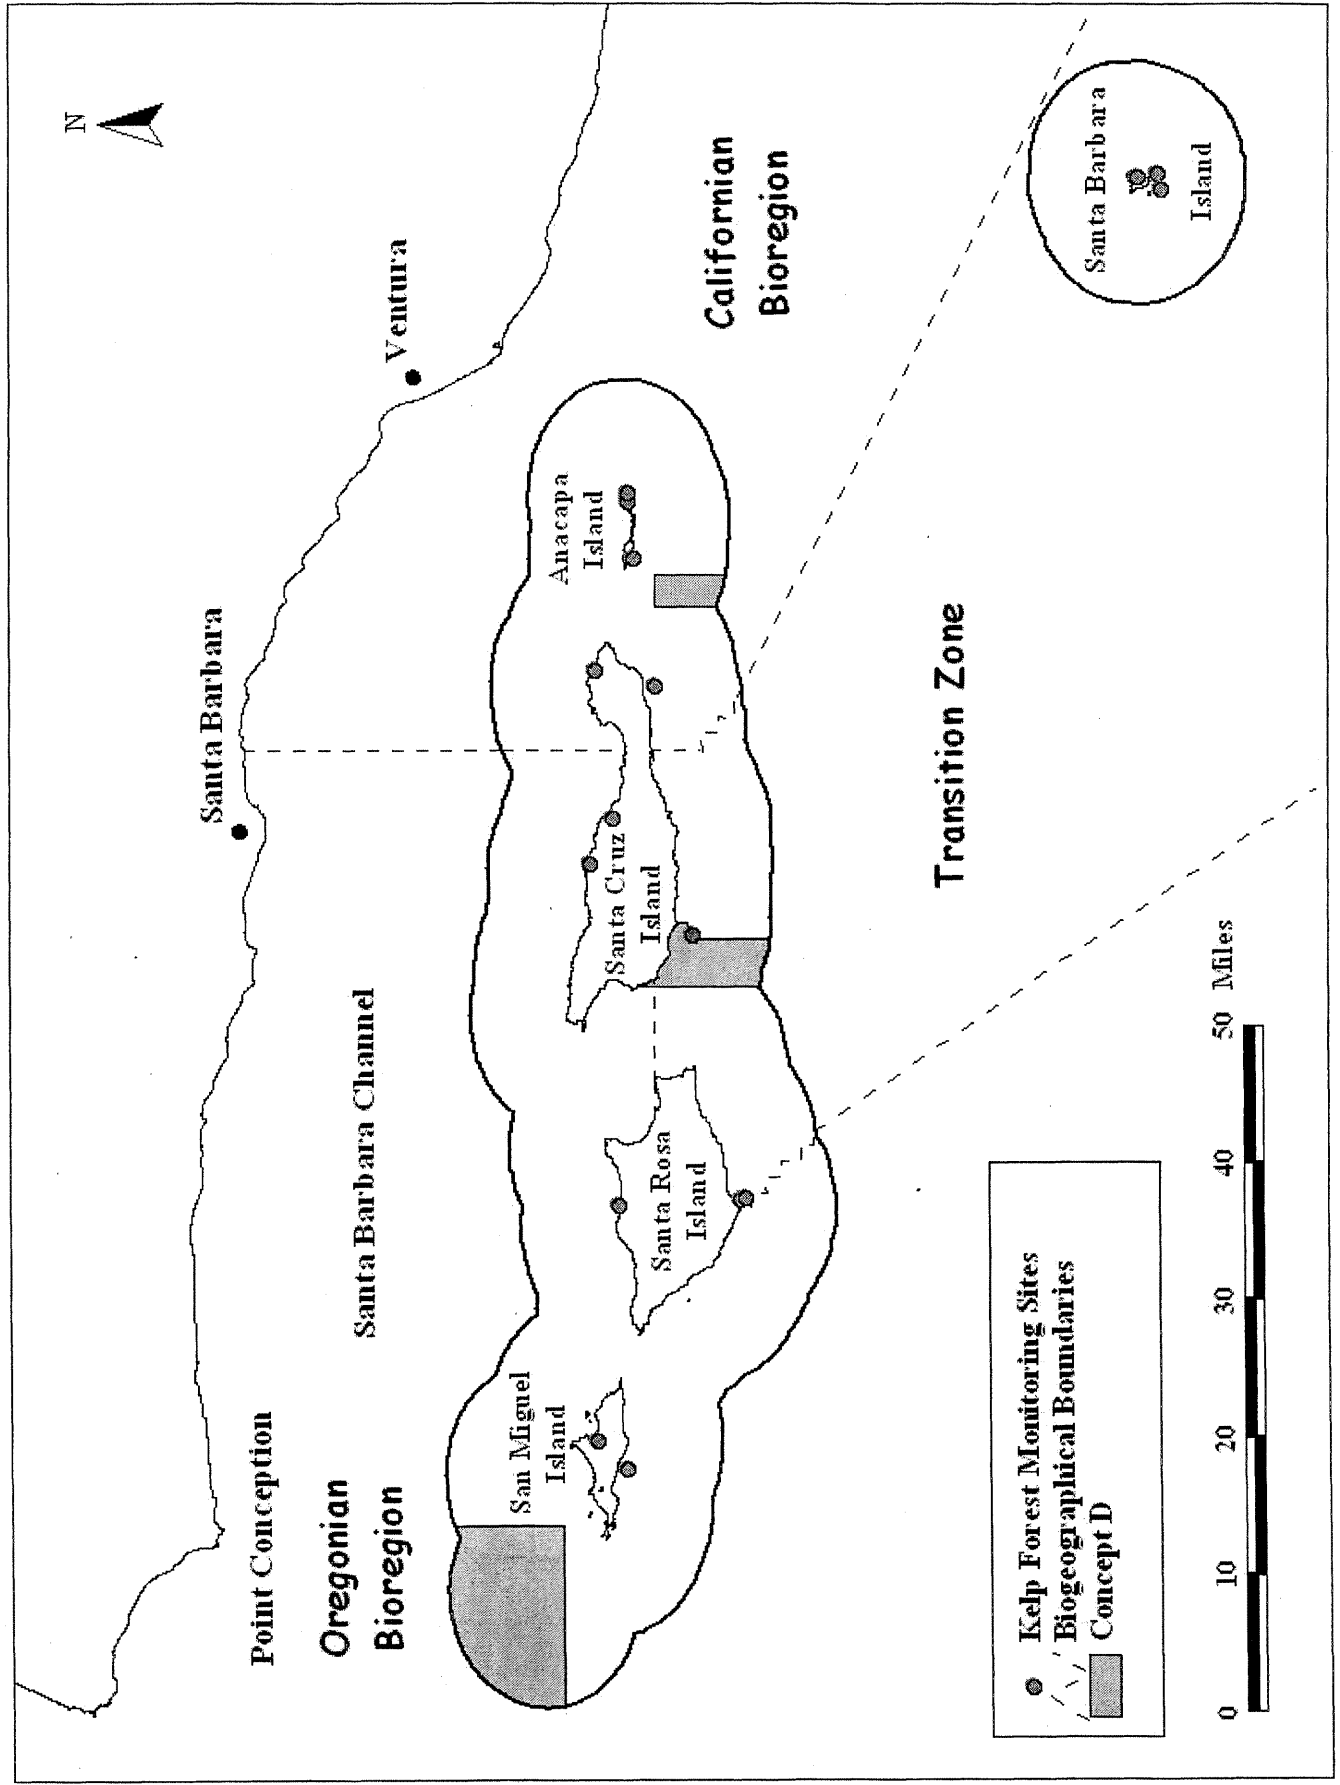 N
Santa Barbara
Ventura
Point Conception
Santa Barbara Channel
Oregonian
Bioregion
Californian
Bioregion
San Miguel
Island
Santa Rosa
Island
Santa Cruz
Island
Anacapa
Island
Transition Zone
Santa Barbara
Island
Kelp Forest Monitoring Sites
Biogeographical Boundaries
Concept D
0 10 20 30 40 50 Miles